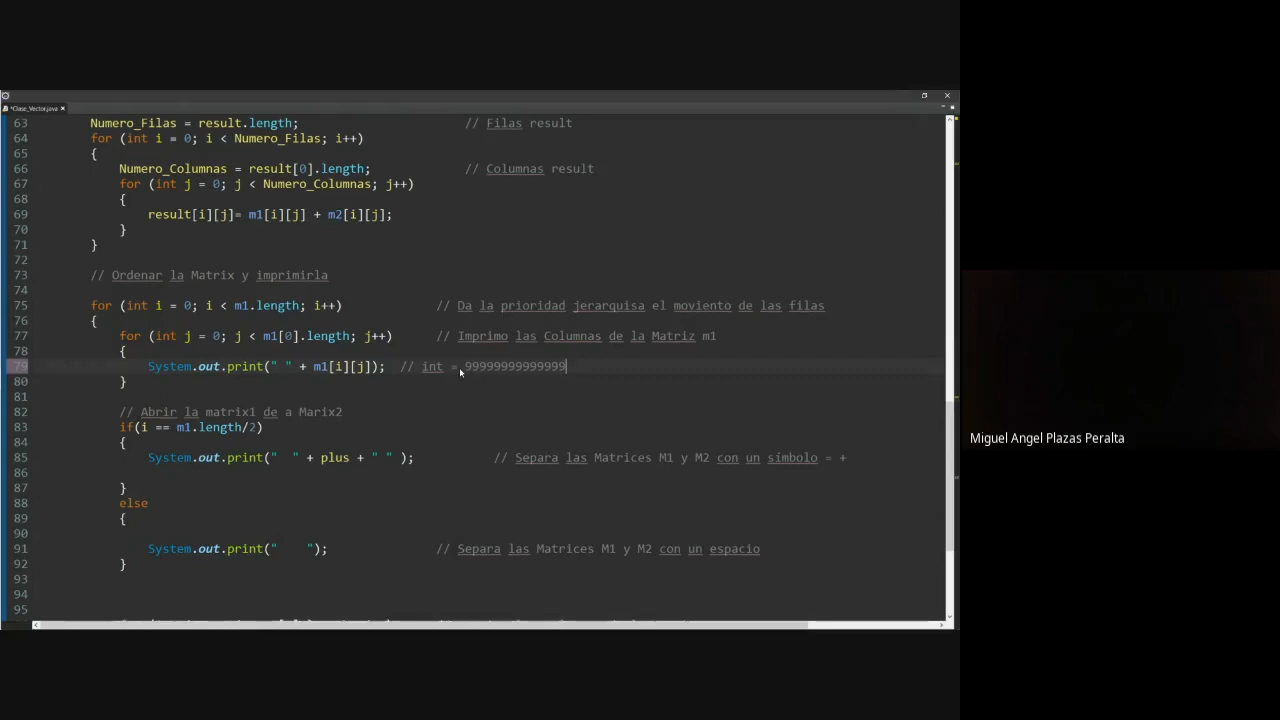 *Clase_Vector.java
63 Numero_Filas = result.length; // Filas result
64 for (int i = 0; i < Numero_Filas; i++)
65 {
66 Numero_Columnas = result[0].length; // Columnas result
67 for (int j = 0; j < Numero_Columnas; j++)
68 {
69 result[i][j]= m1[i][j] + m2[i][j];
70 }
71 }
72
73 // Ordenar la Matrix y imprimirla
74
75 for (int i = 0; i < m1.length; i++) // Da la prioridad jerarquisa el moviento de las filas
76 {
77 for (int j = 0; j < m1[0].length; j++) // Imprimo las Columnas de la Matriz m1
78 {
79 System.out.print(" " + m1[i][j]); // int = 99999999999999
80 }
81
82 // Abrir la matrix1 de a Marix2
83 if(i == m1.length/2)
84 {
85 System.out.print("  " + plus + " " ); // Separa las Matrices M1 y M2 con un símbolo = +
86
87 }
88 else
89 {
90
91 System.out.print("    "); // Separa las Matrices M1 y M2 con un espacio
92 }
93
94
95
Miguel Angel Plazas Peralta